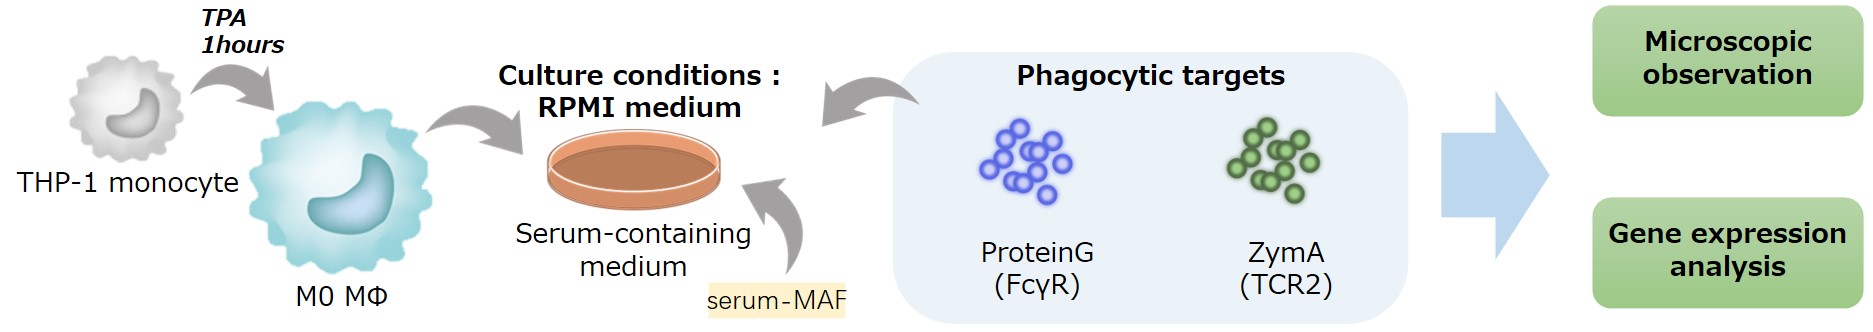 TPA
1hours
THP-1 monocyte
M0 MΦ
Culture conditions :
RPMI medium
Serum-containing
medium
serum-MAF
Phagocytic targets
ProteinG
(FcγR)
ZymA
(TCR2)
Microscopic
observation
Gene expression
analysis